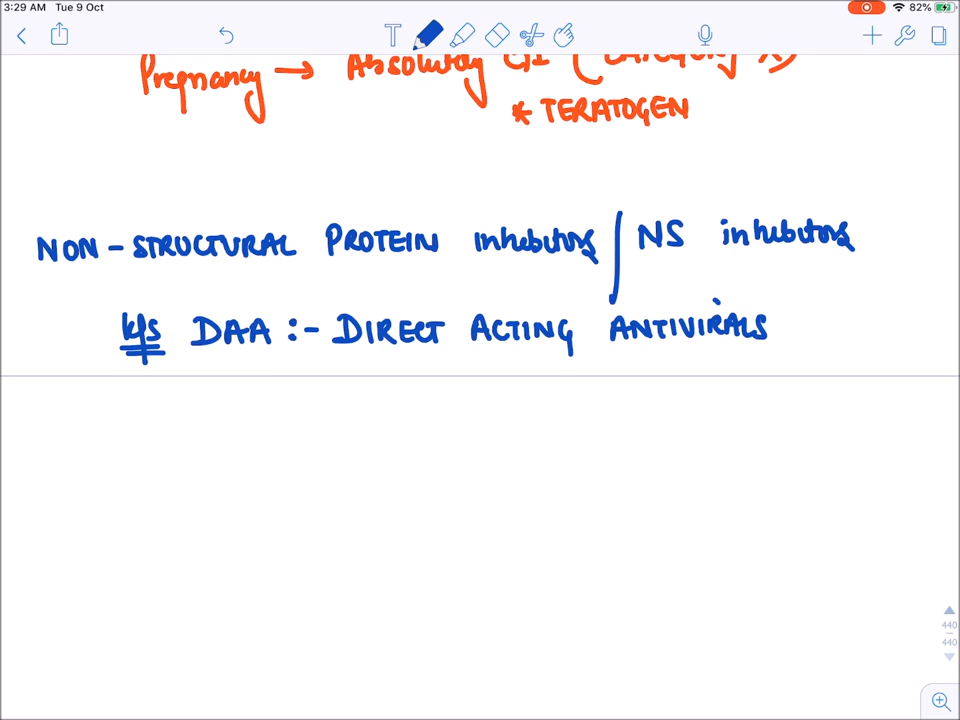 3:29 AM Tue 9 Oct 82%
T
Pregnancy → Absolutely
* TERATOGEN
NON-STRUCTURAL PROTEIN inhibitors / NS inhibitors
k/s DAA :- DIRECT ACTING ANTIVIRALS
440
440